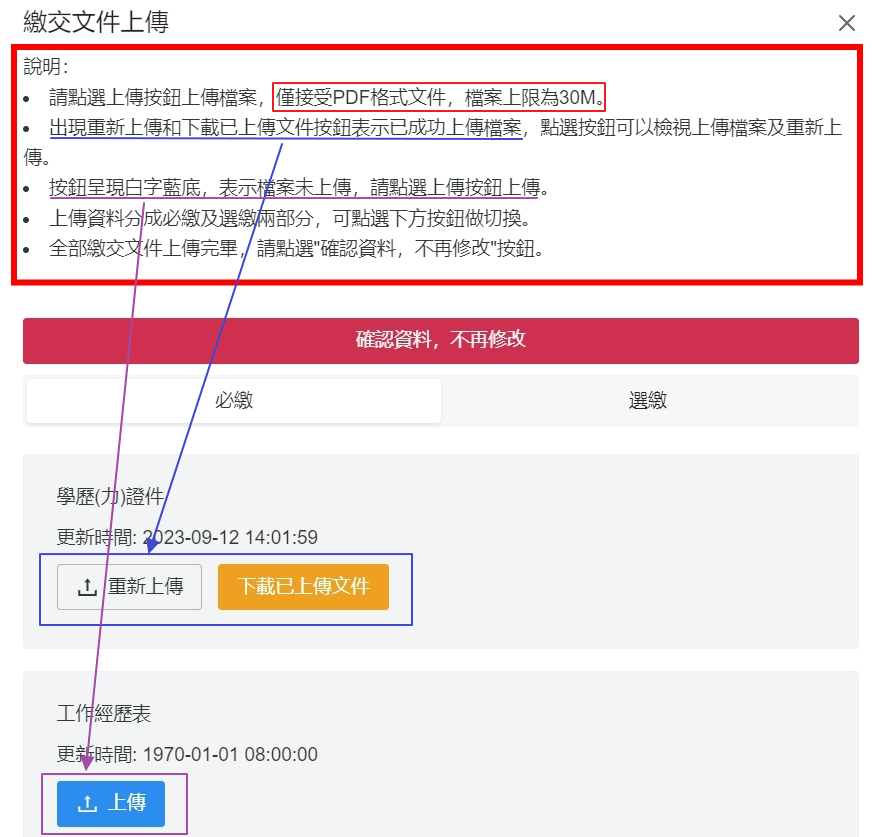 繳交文件上傳
說明:
• 請點選上傳按鈕上傳檔案，僅接受PDF格式文件，檔案上限為30M。
• 出現重新上傳和下載已上傳文件按鈕表示已成功上傳檔案，點選按鈕可以檢視上傳檔案及重新上
傳。
• 按鈕呈現白字藍底，表示檔案未上傳，請點選上傳按鈕上傳。
• 上傳資料分成必繳及選繳兩部分，可點選下方按鈕做切換。
• 全部繳交文件上傳完畢，請點選"確認資料，不再修改"按鈕。
確認資料，不再修改
必繳 選繳
學歷(力)證件
更新時間: 2023-09-12 14:01:59
重新上傳 下載已上傳文件
工作經歷表
更新時間: 1970-01-01 08:00:00
上傳